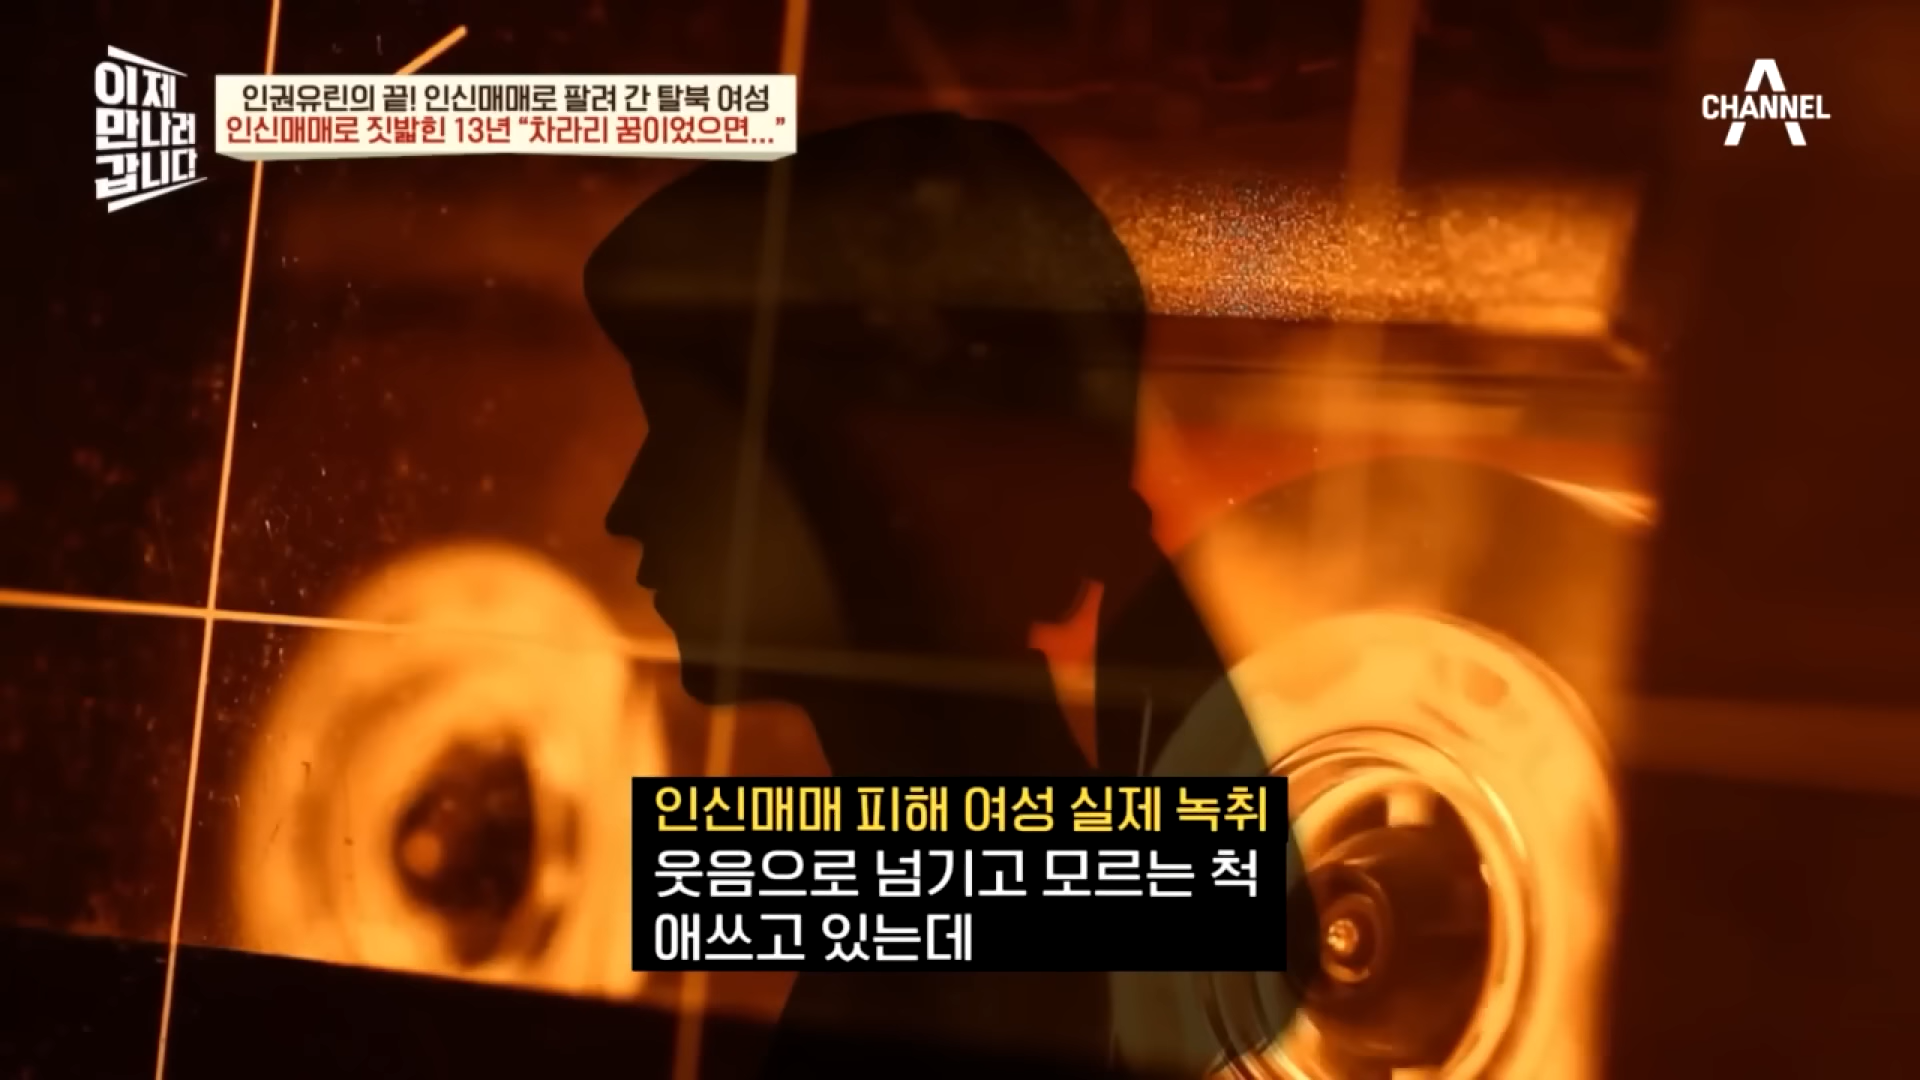 이제
만나러
갑니다
인권유린의 끝! 인신매매로 팔려 간 탈북 여성
인신매매로 짓밟힌 13년 “차라리 꿈이었으면...”
CHANNEL A
인신매매 피해 여성 실제 녹취
웃음으로 넘기고 모르는 척
애쓰고 있는데